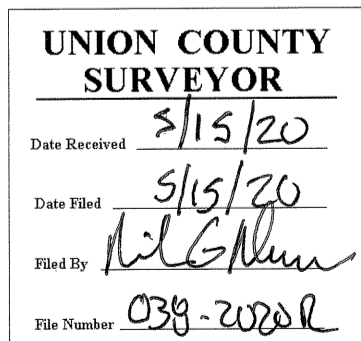 UNION COUNTY
SURVEYOR
Date Received 5/15/20
Date Filed 5/15/20
Filed By
File Number 039-2020R